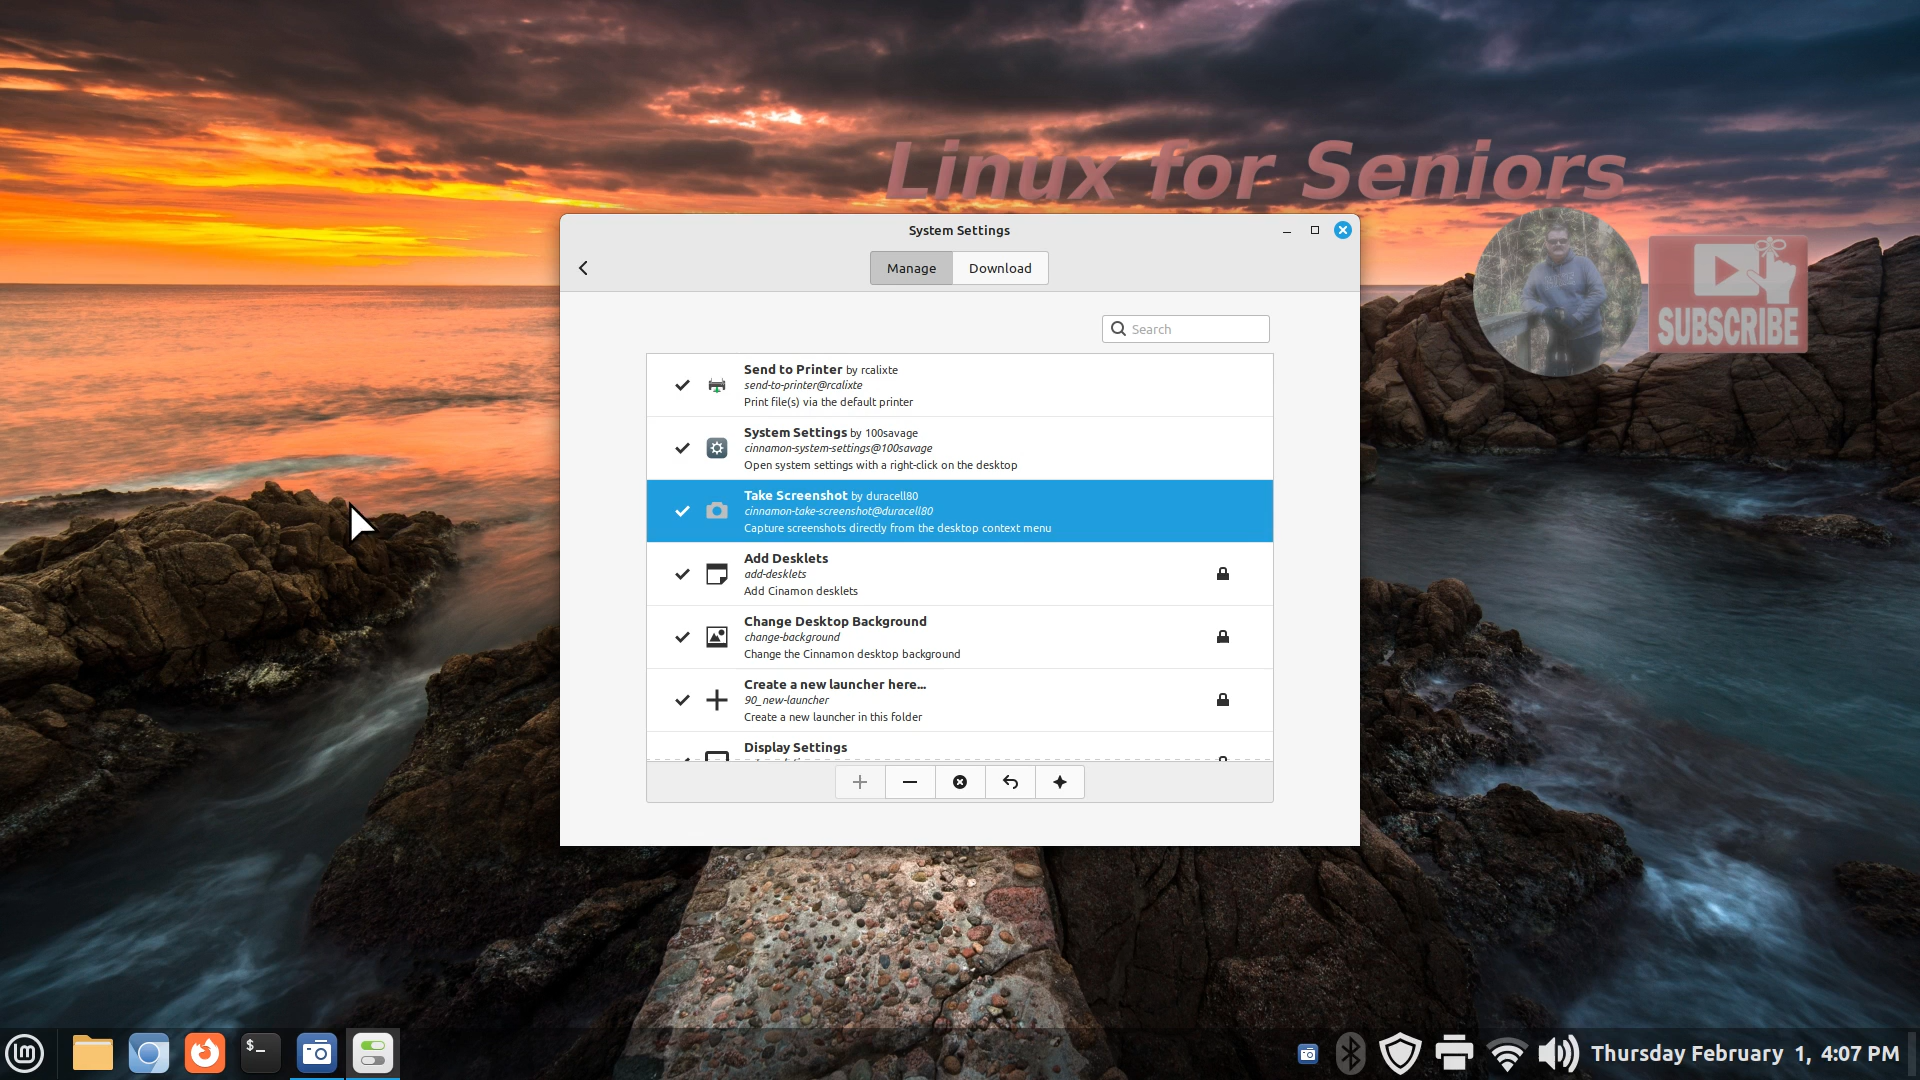 Linux for Seniors
SUBSCRIBE
System Settings
Manage
Download
Search
Send to Printer by rcalixte
send-to-printer@rcalixte
Print file(s) via the default printer
System Settings by 100savage
cinnamon-system-settings@100savage
Open system settings with a right-click on the desktop
Take Screenshot by duracell80
cinnamon-take-screenshot@duracell80
Capture screenshots directly from the desktop context menu
Add Desklets
add-desklets
Add Cinamon desklets
Change Desktop Background
change-background
Change the Cinnamon desktop background
Create a new launcher here...
90_new-launcher
Create a new launcher in this folder
Display Settings
$_
Thursday February 1, 4:07 PM